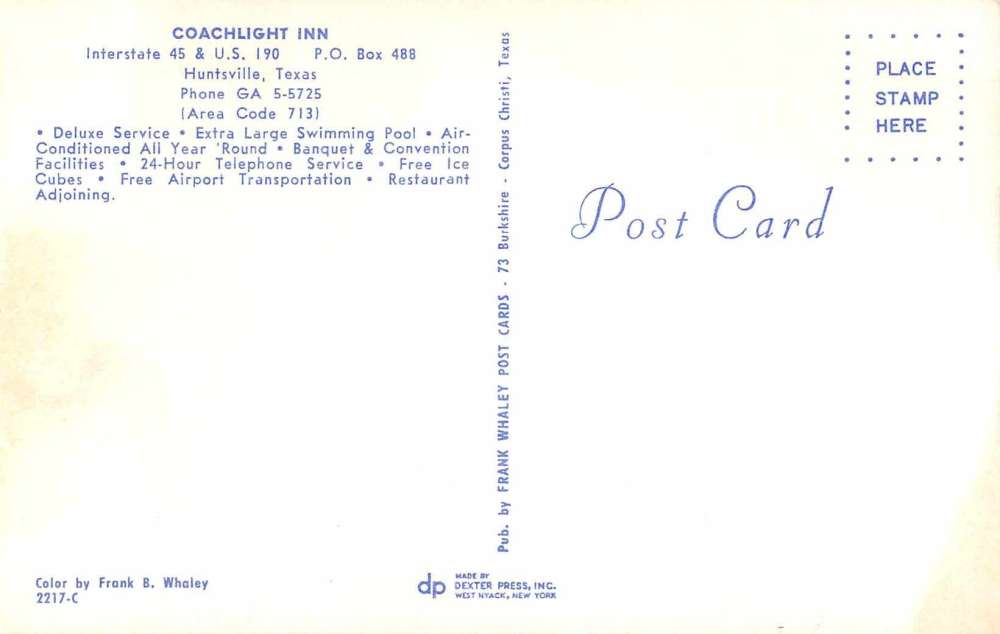 COACHLIGHT INN
Interstate 45 & U.S. 190 P.O. Box 488
Huntsville, Texas
Phone GA 5-5725
(Area Code 713)
• Deluxe Service • Extra Large Swimming Pool • Air-
Conditioned All Year 'Round • Banquet & Convention
Facilities • 24-Hour Telephone Service • Free Ice
Cubes • Free Airport Transportation • Restaurant
Adjoining.
Color by Frank B. Whaley
2217-C
Pub. by FRANK WHALEY POST CARDS - 73 Burkshire - Corpus Christi, Texas
dp MADE BY
DEXTER PRESS, INC.
WEST NYACK, NEW YORK
PLACE
STAMP
HERE
Post Card